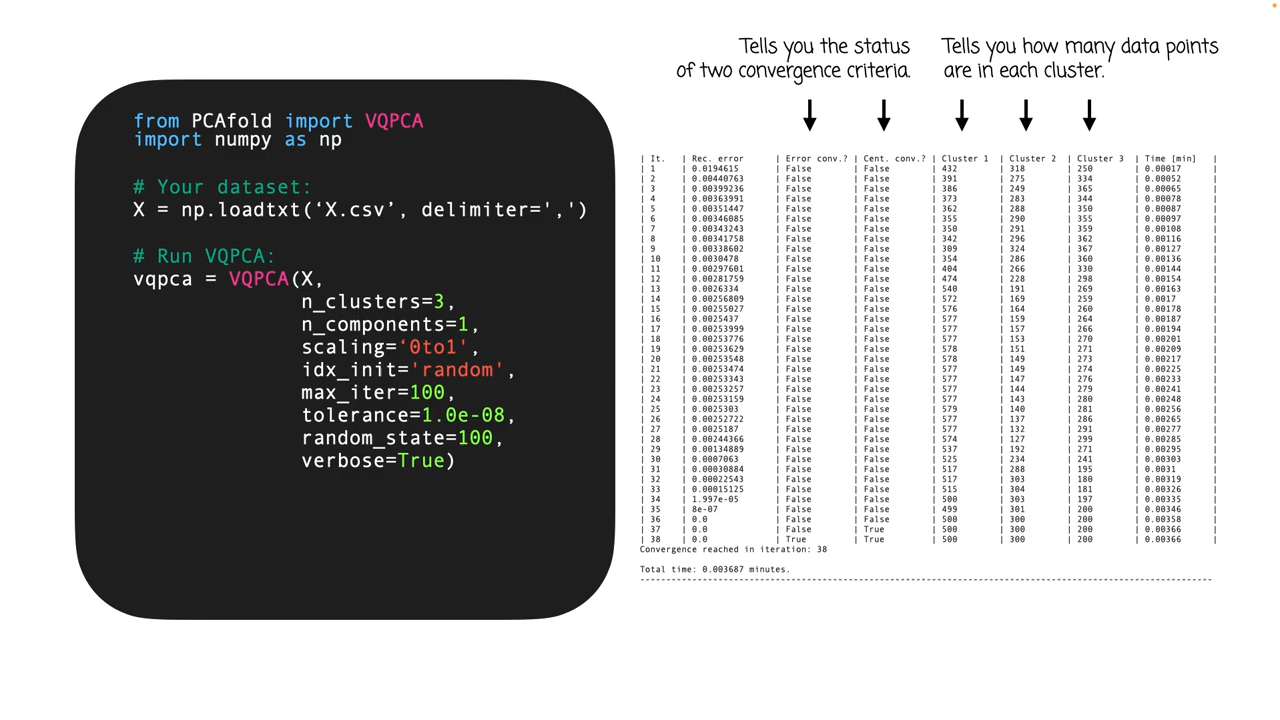 Tells you the status
of two convergence criteria.
Tells you how many data points
are in each cluster.
from PCAfold import VQPCA
import numpy as np
# Your dataset:
X = np.loadtxt(‘X.csv’, delimiter=',')
# Run VQPCA:
vqpca = VQPCA(X,
n_clusters=3,
n_components=1,
scaling=‘0to1',
idx_init='random',
max_iter=100,
tolerance=1.0e-08,
random_state=100,
verbose=True)
| It. | Rec. error | Error conv.? | Cent. conv.? | Cluster 1 | Cluster 2 | Cluster 3 | Time [min] |
| 1 | 0.0194615 | False | False | 432 | 318 | 250 | 0.00017 |
| 2 | 0.00440763 | False | False | 391 | 275 | 334 | 0.00052 |
| 3 | 0.00399236 | False | False | 386 | 249 | 365 | 0.00065 |
| 4 | 0.00363991 | False | False | 373 | 283 | 344 | 0.00078 |
| 5 | 0.00351447 | False | False | 362 | 288 | 350 | 0.00087 |
| 6 | 0.00346085 | False | False | 355 | 290 | 355 | 0.00097 |
| 7 | 0.00343243 | False | False | 350 | 291 | 359 | 0.00108 |
| 8 | 0.00341758 | False | False | 342 | 296 | 362 | 0.00116 |
| 9 | 0.00338602 | False | False | 309 | 324 | 367 | 0.00127 |
| 10 | 0.0030478 | False | False | 354 | 286 | 360 | 0.00136 |
| 11 | 0.00297601 | False | False | 404 | 266 | 330 | 0.00144 |
| 12 | 0.00281759 | False | False | 474 | 228 | 298 | 0.00154 |
| 13 | 0.0026334 | False | False | 540 | 191 | 269 | 0.00163 |
| 14 | 0.00256809 | False | False | 572 | 169 | 259 | 0.0017 |
| 15 | 0.00255027 | False | False | 576 | 164 | 260 | 0.00178 |
| 16 | 0.0025437 | False | False | 577 | 159 | 264 | 0.00187 |
| 17 | 0.00253999 | False | False | 577 | 157 | 266 | 0.00194 |
| 18 | 0.00253776 | False | False | 577 | 153 | 270 | 0.00201 |
| 19 | 0.00253629 | False | False | 578 | 151 | 271 | 0.00209 |
| 20 | 0.00253548 | False | False | 578 | 149 | 273 | 0.00217 |
| 21 | 0.00253474 | False | False | 577 | 149 | 274 | 0.00225 |
| 22 | 0.00253343 | False | False | 577 | 147 | 276 | 0.00233 |
| 23 | 0.00253257 | False | False | 577 | 144 | 279 | 0.00241 |
| 24 | 0.00253159 | False | False | 577 | 143 | 280 | 0.00248 |
| 25 | 0.0025303 | False | False | 579 | 140 | 281 | 0.00256 |
| 26 | 0.00252722 | False | False | 577 | 137 | 286 | 0.00265 |
| 27 | 0.0025187 | False | False | 577 | 132 | 291 | 0.00277 |
| 28 | 0.00244366 | False | False | 574 | 127 | 299 | 0.00285 |
| 29 | 0.00134889 | False | False | 537 | 192 | 271 | 0.00295 |
| 30 | 0.0007063 | False | False | 525 | 234 | 241 | 0.00303 |
| 31 | 0.00030884 | False | False | 517 | 288 | 195 | 0.0031 |
| 32 | 0.00022543 | False | False | 517 | 303 | 180 | 0.00319 |
| 33 | 0.00015125 | False | False | 515 | 304 | 181 | 0.00326 |
| 34 | 1.997e-05 | False | False | 500 | 303 | 197 | 0.00335 |
| 35 | 8e-07 | False | False | 499 | 301 | 200 | 0.00346 |
| 36 | 0.0 | False | False | 500 | 300 | 200 | 0.00358 |
| 37 | 0.0 | False | True | 500 | 300 | 200 | 0.00366 |
| 38 | 0.0 | True | True | 500 | 300 | 200 | 0.00366 |
Convergence reached in iteration: 38
Total time: 0.003687 minutes.